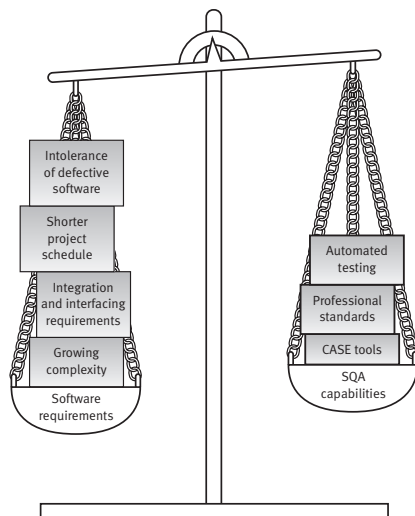 Intolerance
of defective
software
Shorter
project
schedule
Integration
and interfacing
requirements
Growing
complexity
Software
requirements
Automated
testing
Professional
standards
CASE tools
SQA
capabilities